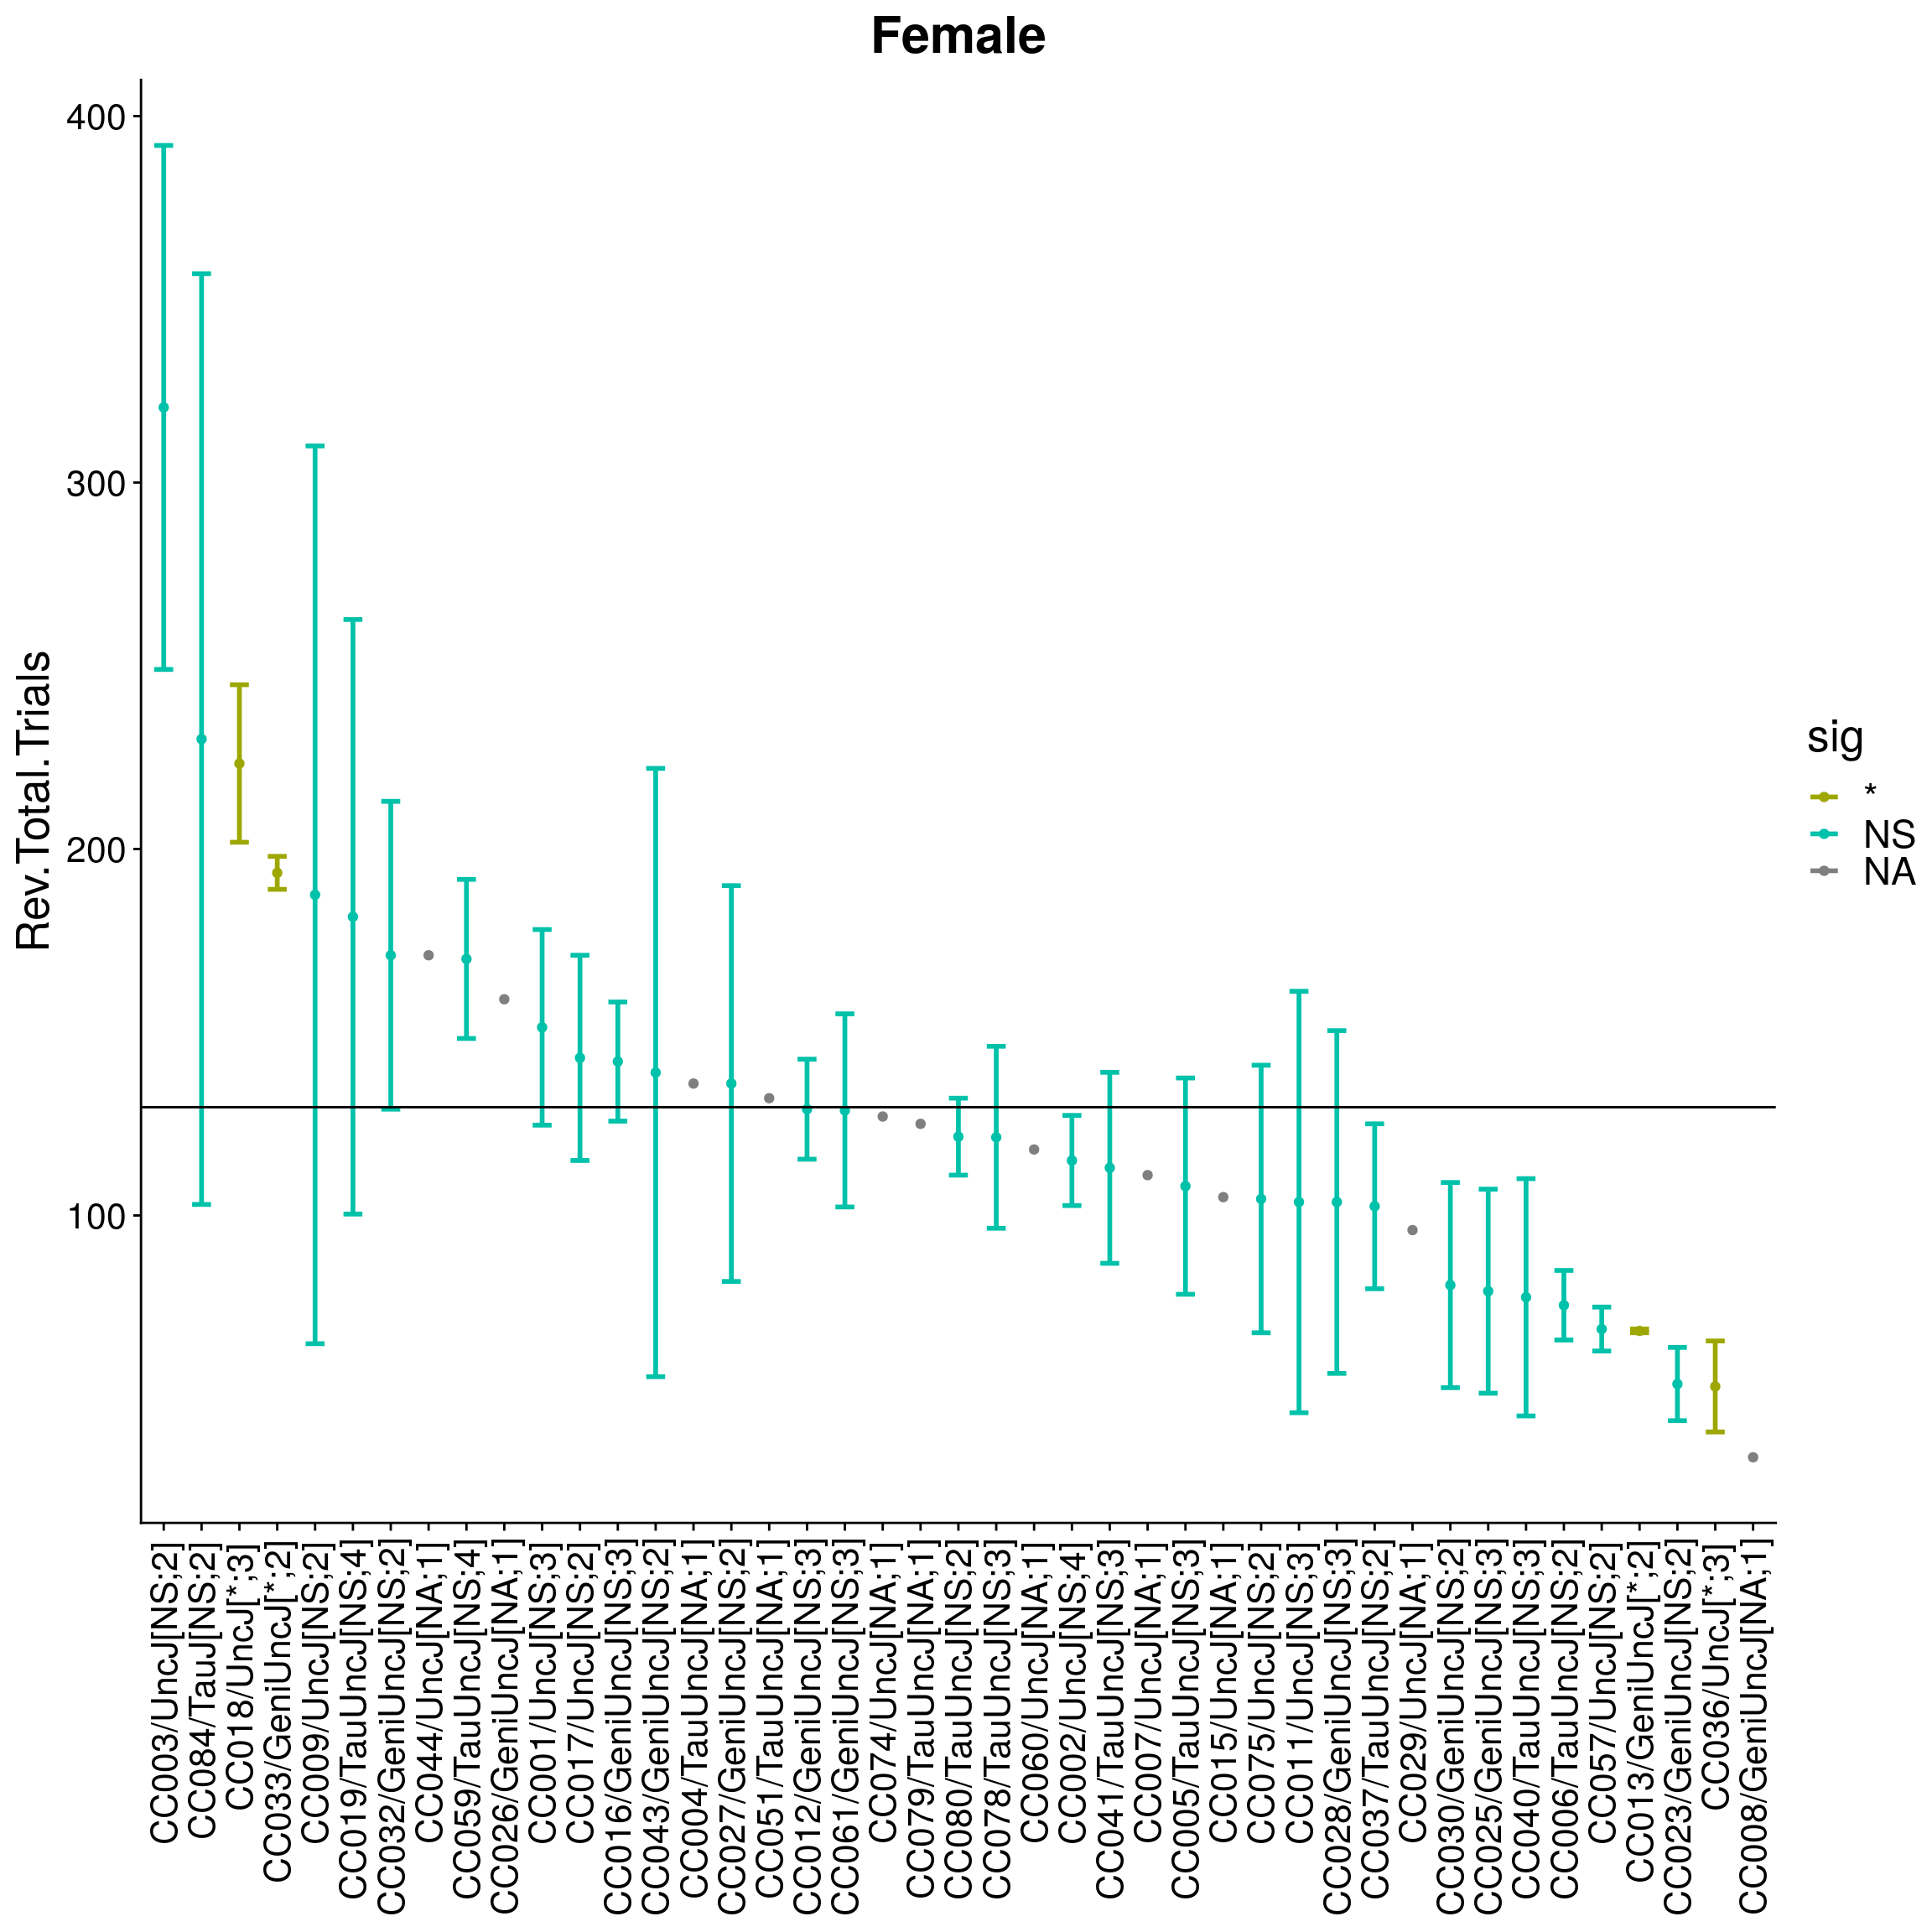 Female
Rev.Total.Trials
400
300
200
100
CC003/UncJ[NS;2]
CC084/TauJ[NS;2]
CC018/UncJ[*;3]
CC033/GeniUncJ[*;2]
CC009/UncJ[NS;2]
CC019/TauUncJ[NS;4]
CC032/GeniUncJ[NS;2]
CC044/UncJ[NA;1]
CC059/TauUncJ[NS;4]
CC026/GeniUncJ[NA;1]
CC001/UncJ[NS;3]
CC017/UncJ[NS;2]
CC016/GeniUncJ[NS;3]
CC043/GeniUncJ[NS;2]
CC004/TauUncJ[NA;1]
CC027/GeniUncJ[NS;2]
CC051/TauUncJ[NA;1]
CC012/GeniUncJ[NS;3]
CC061/GeniUncJ[NS;3]
CC074/UncJ[NA;1]
CC079/TauUncJ[NA;1]
CC080/TauUncJ[NS;2]
CC078/TauUncJ[NS;3]
CC060/UncJ[NA;1]
CC002/UncJ[NS;4]
CC041/TauUncJ[NS;3]
CC007/UncJ[NA;1]
CC005/TauUncJ[NS;3]
CC015/UncJ[NA;1]
CC075/UncJ[NS;2]
CC011/UncJ[NS;3]
CC028/GeniUncJ[NS;3]
CC037/TauUncJ[NS;2]
CC029/UncJ[NA;1]
CC030/GeniUncJ[NS;2]
CC025/GeniUncJ[NS;3]
CC040/TauUncJ[NS;3]
CC006/TauUncJ[NS;2]
CC057/UncJ[NS;2]
CC013/GeniUncJ[*;2]
CC023/GeniUncJ[NS;2]
CC036/UncJ[*;3]
CC008/GeniUncJ[NA;1]
sig
*
NS
NA